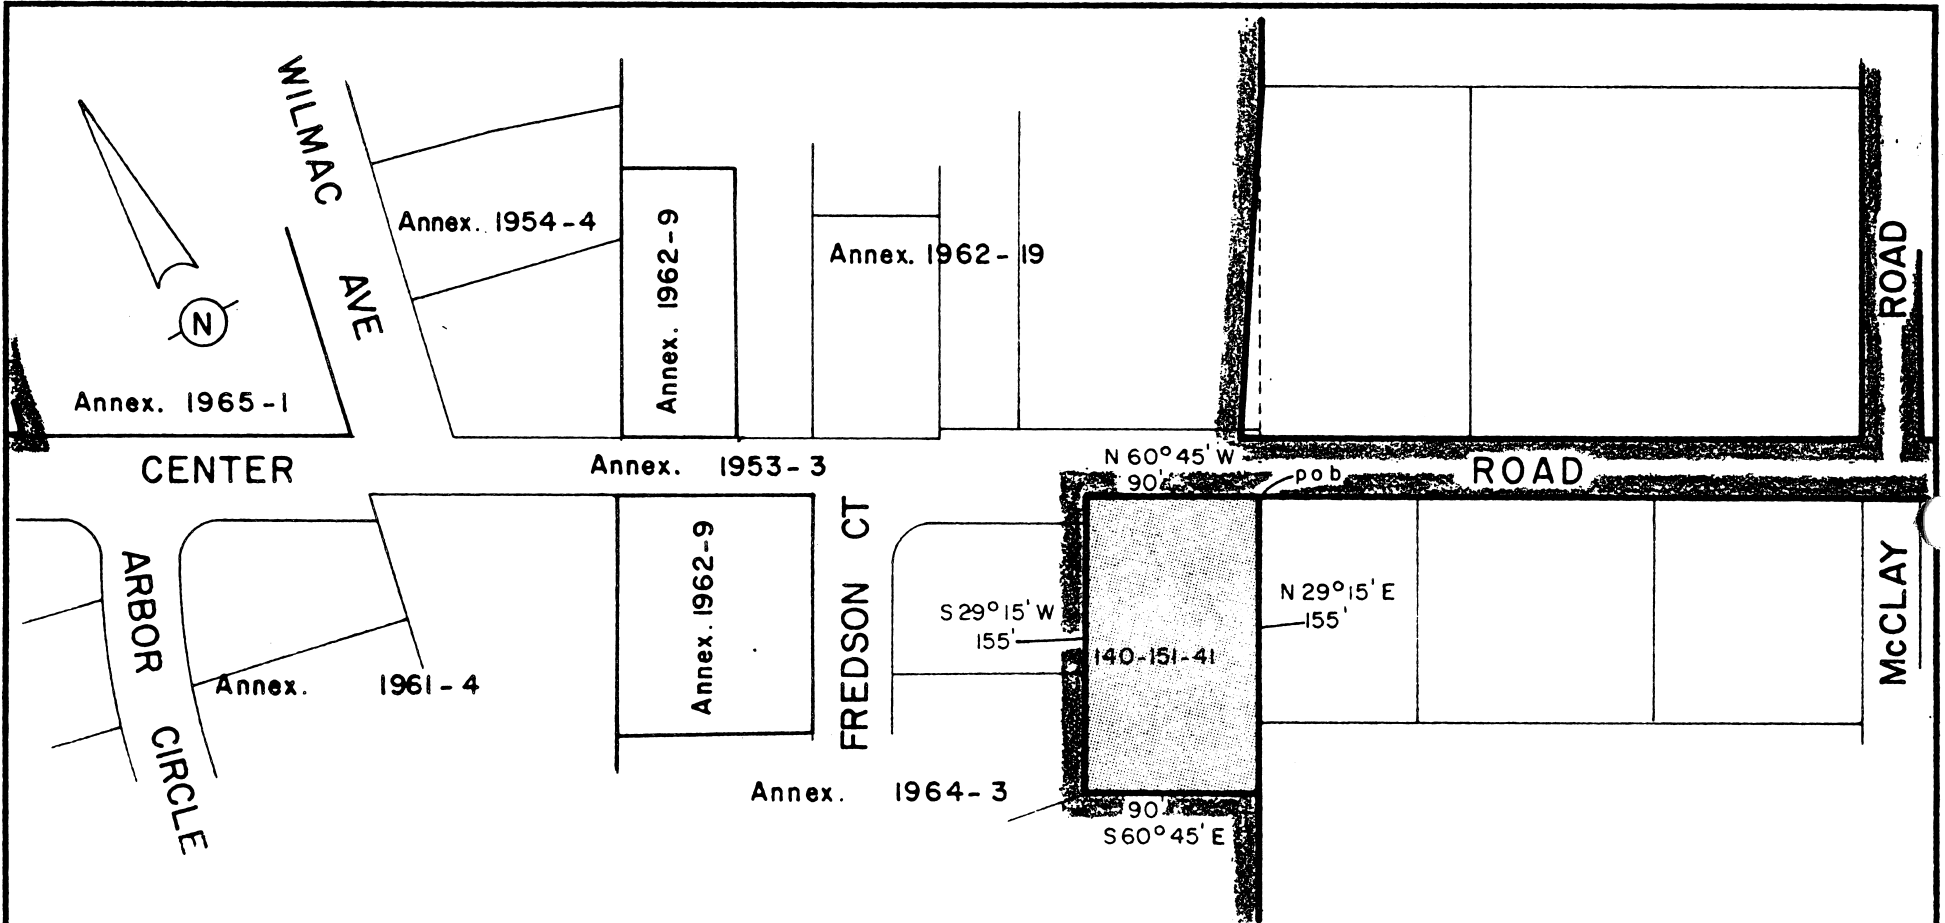 WILMAC AVE
N
Annex. 1954-4
Annex. 1962-9
Annex. 1962-19
ROAD
Annex. 1965-1
CENTER
Annex. 1953-3
N 60°45' W
90'
pob
ROAD
ARBOR CIRCLE
Annex. 1961-4
Annex. 1962-9
FREDSON CT
S 29°15' W
155'
140-151-41
N 29°15' E
155'
McCLAY
Annex. 1964-3
90'
S 60°45' E